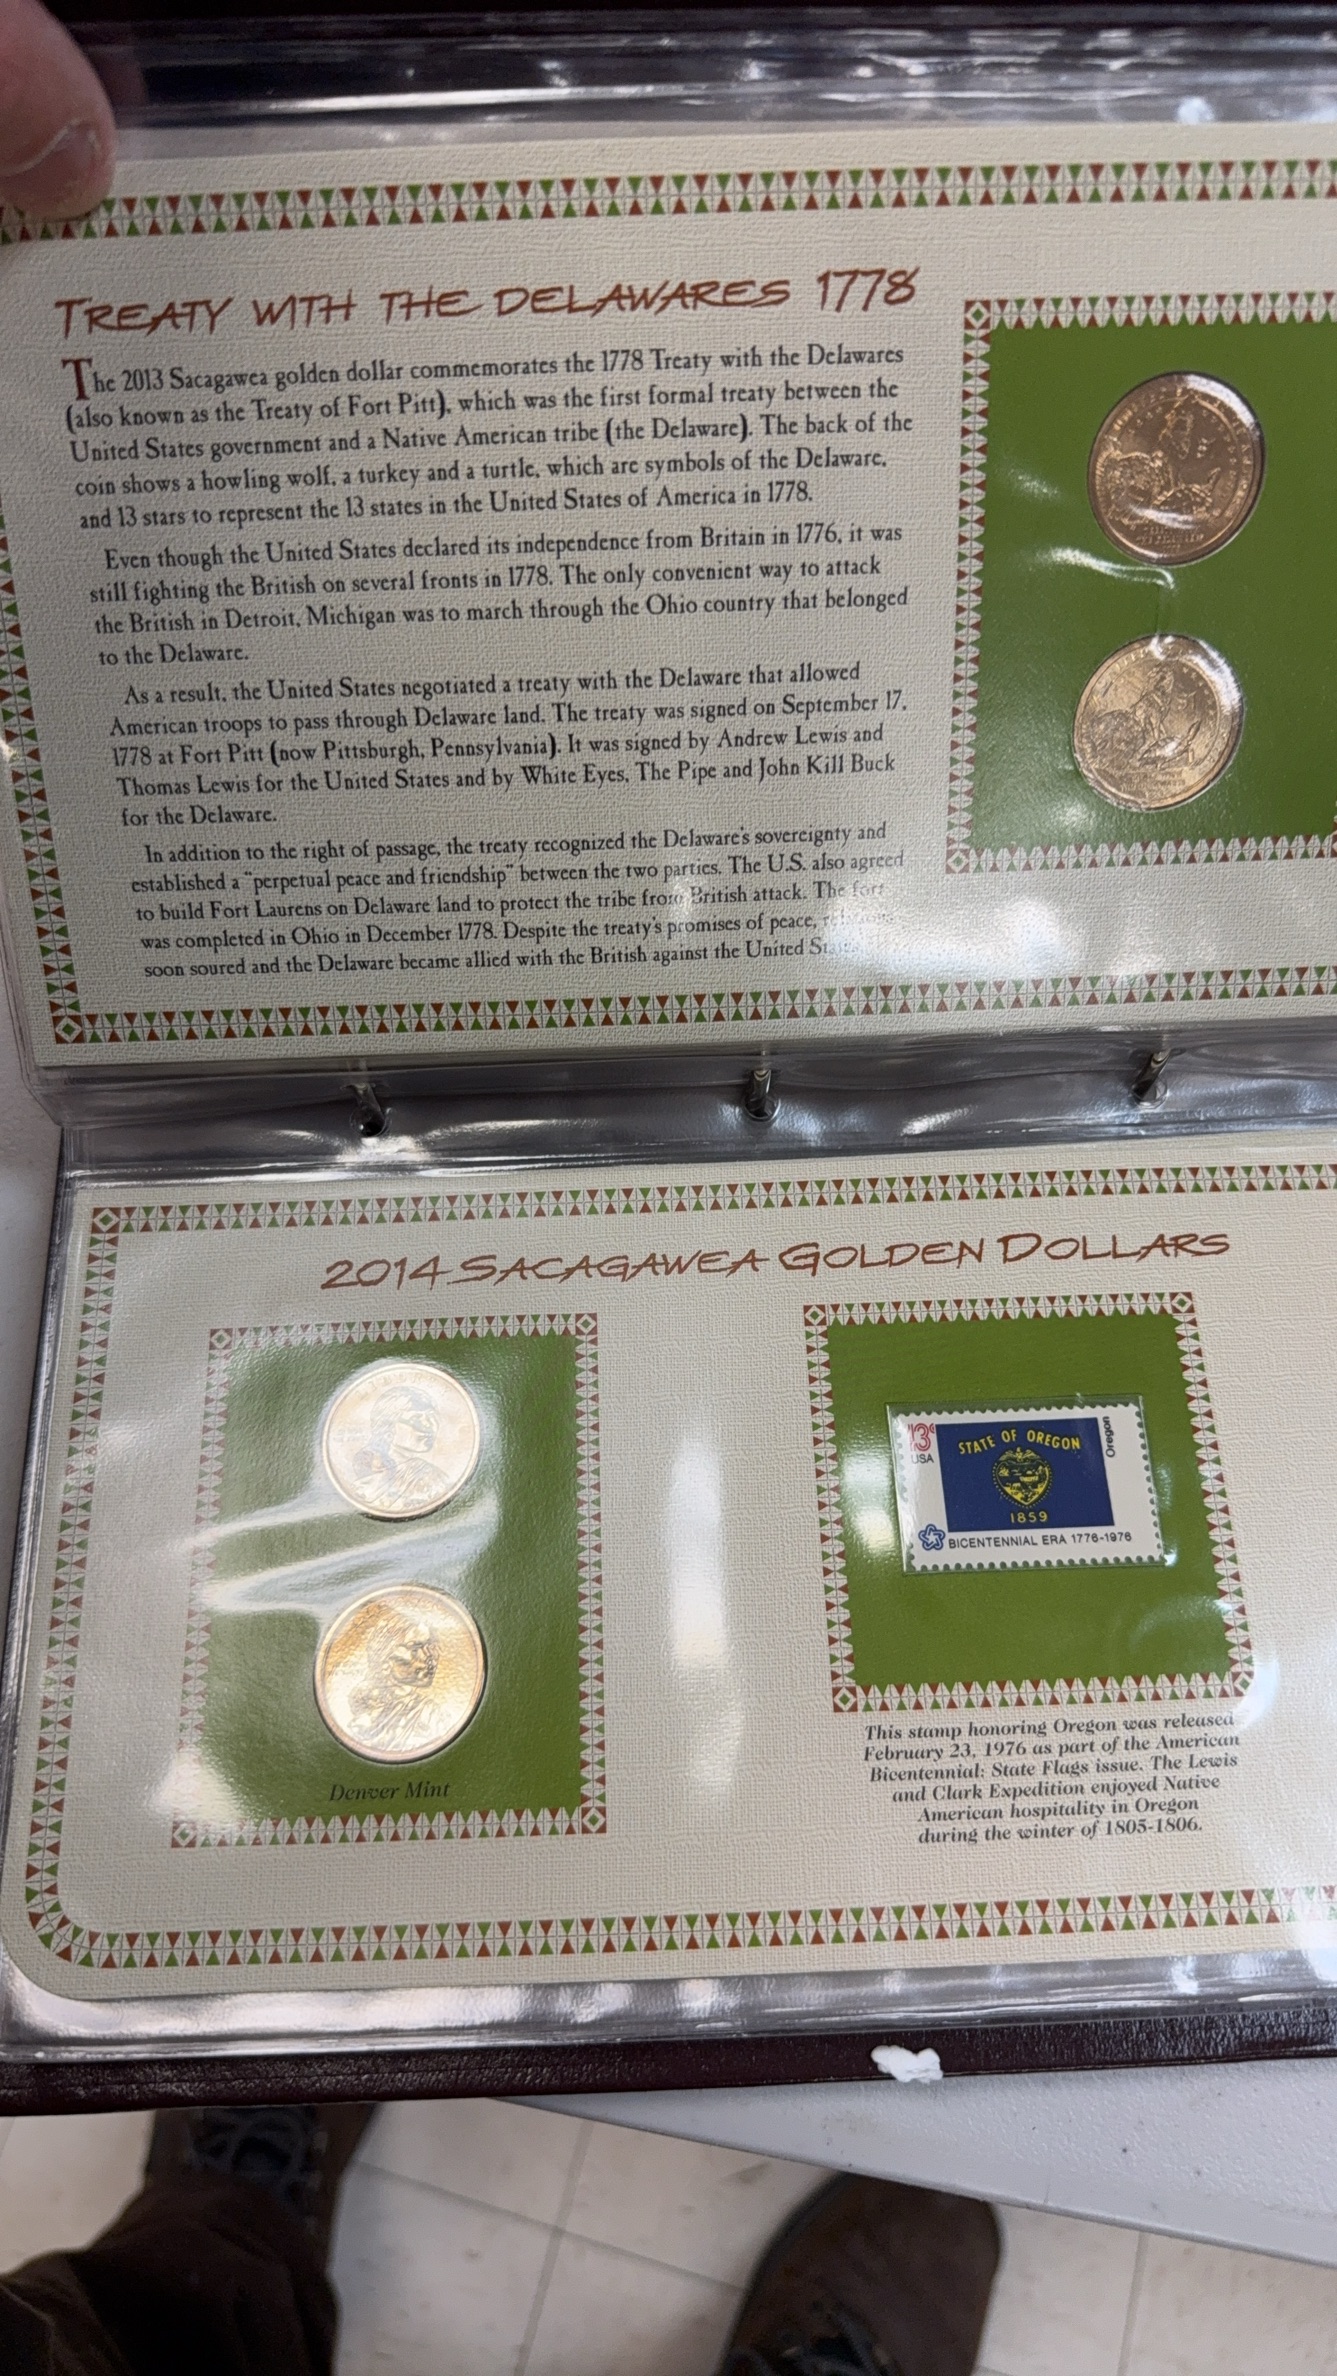 TREATY WITH THE DELAWARES 1778
The 2013 Sacagawea golden dollar commemorates the 1778 Treaty with the Delawares
(also known as the Treaty of Fort Pitt), which was the first formal treaty between the
United States government and a Native American tribe (the Delaware). The back of the
coin shows a howling wolf, a turkey and a turtle, which are symbols of the Delaware,
and 13 stars to represent the 13 states in the United States of America in 1778.
Even though the United States declared its independence from Britain in 1776, it was
still fighting the British on several fronts in 1778. The only convenient way to attack
the British in Detroit, Michigan was to march through the Ohio country that belonged
to the Delaware.
As a result, the United States negotiated a treaty with the Delaware that allowed
American troops to pass through Delaware land. The treaty was signed on September 17,
1778 at Fort Pitt (now Pittsburgh, Pennsylvania). It was signed by Andrew Lewis and
Thomas Lewis for the United States and by White Eyes, The Pipe and John Kill Buck
for the Delaware.
In addition to the right of passage, the treaty recognized the Delaware's sovereignty and
established a "perpetual peace and friendship" between the two parties. The U.S. also agreed
to build Fort Laurens on Delaware land to protect the tribe from British attack. The fort
was completed in Ohio in December 1778. Despite the treaty's promises of peace,
soon soured and the Delaware became allied with the British against the United
2014 SACAGAWEA GOLDEN DOLLARS
13c
USA
STATE OF OREGON
1859
Oregon
BICENTENNIAL ERA 1776-1976
Denver Mint
This stamp honoring Oregon was released
February 23, 1976 as part of the American
Bicentennial: State Flags issue. The Lewis
and Clark Expedition enjoyed Native
American hospitality in Oregon
during the winter of 1805-1806.